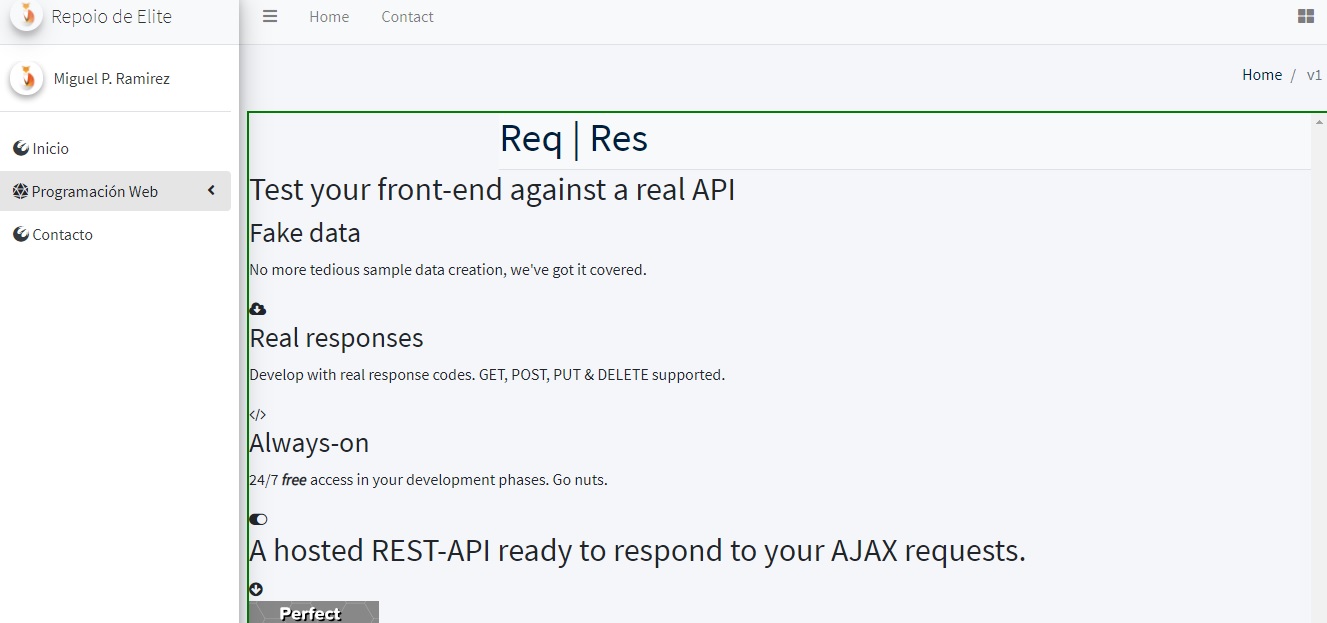 Repoio de Elite
Home Contact
Miguel P. Ramirez
Home / v1
Inicio
Programación Web
Contacto
Req | Res
Test your front-end against a real API
Fake data
No more tedious sample data creation, we've got it covered.
Real responses
Develop with real response codes. GET, POST, PUT & DELETE supported.
</>
Always-on
24/7 free access in your development phases. Go nuts.
A hosted REST-API ready to respond to your AJAX requests.
Perfect